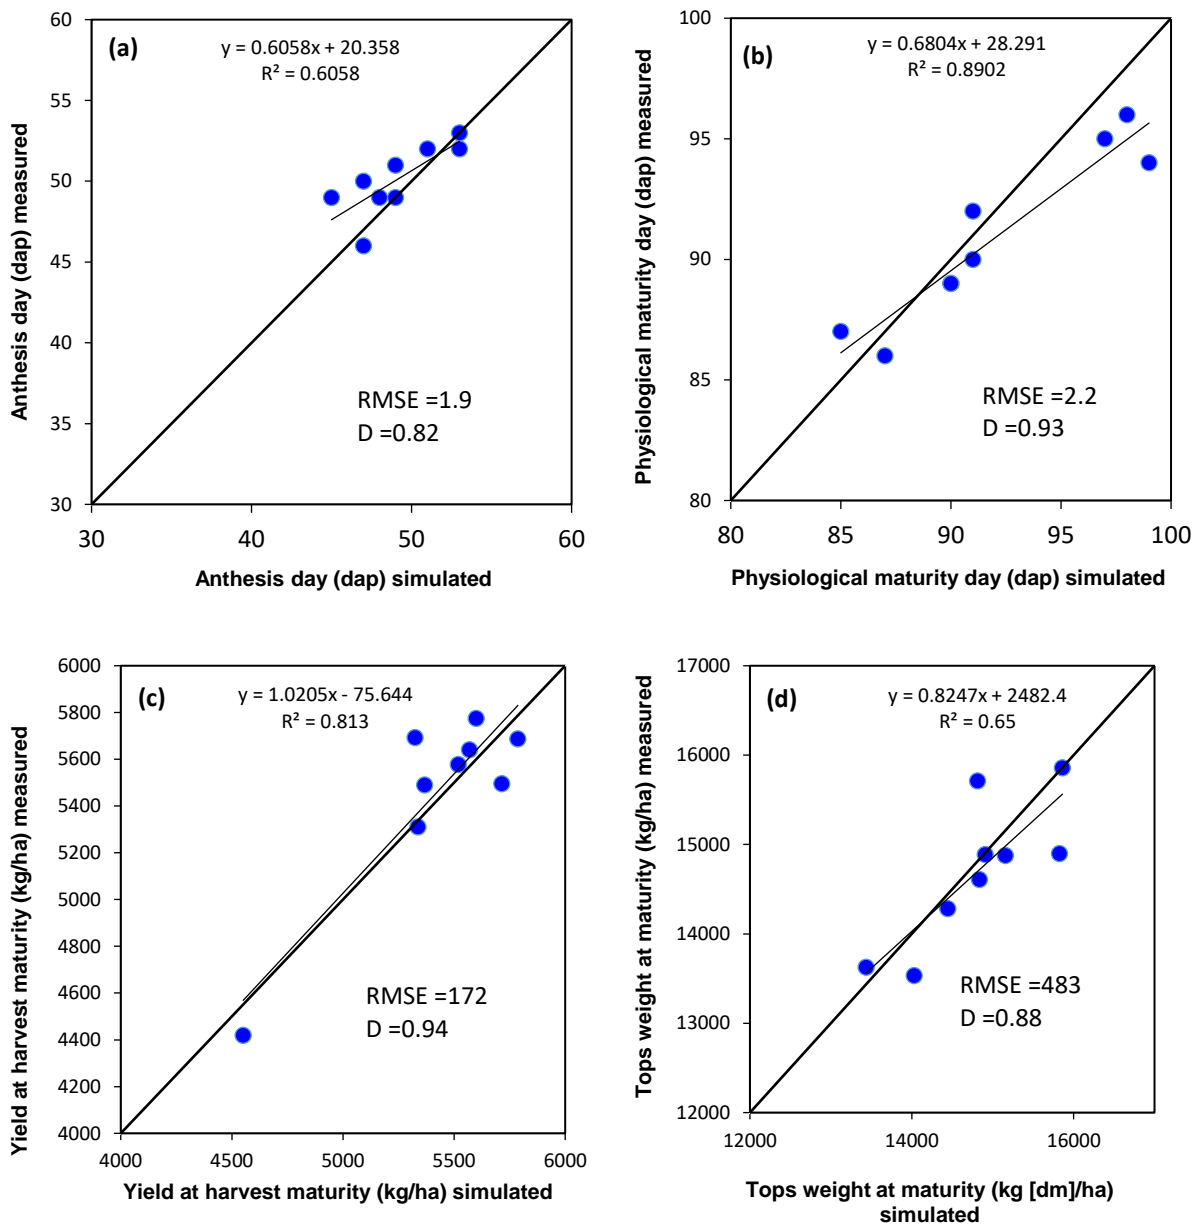 (a)
y = 0.6058x + 20.358
R² = 0.6058
60
55
50
45
40
35
30
Anthesis day (dap) measured
RMSE =1.9
D =0.82
30
40
50
60
Anthesis day (dap) simulated
(b)
y = 0.6804x + 28.291
R² = 0.8902
100
95
90
85
80
Physiological maturity day (dap) measured
RMSE =2.2
D =0.93
80
85
90
95
100
Physiological maturity day (dap) simulated
(c)
y = 1.0205x - 75.644
R² = 0.813
6000
5800
5600
5400
5200
5000
4800
4600
4400
4200
4000
Yield at harvest maturity (kg/ha) measured
RMSE =172
D =0.94
4000
4500
5000
5500
6000
Yield at harvest maturity (kg/ha) simulated
(d)
y = 0.8247x + 2482.4
R² = 0.65
17000
16000
15000
14000
13000
12000
Tops weight at maturity (kg/ha) measured
RMSE =483
D =0.88
12000
14000
16000
Tops weight at maturity (kg [dm]/ha)
simulated